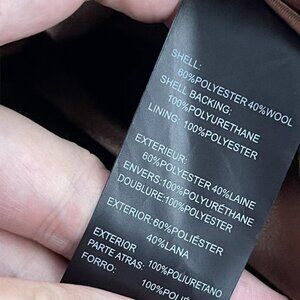 SHELL:
60%POLYESTER 40%WOOL
SHELL BACKING:
100%POLYURETHANE
LINING: 100%POLYESTER
EXTERIEUR:
60%POLYESTER 40%LAINE
ENVERS:100%POLYURETHANE
DOUBLURE:100%POLYESTER
EXTERIOR:60%POLIÉSTER
40%LANA
EXTERIOR
PARTE ATRAS: 100%POLIURETANO
FORRO: